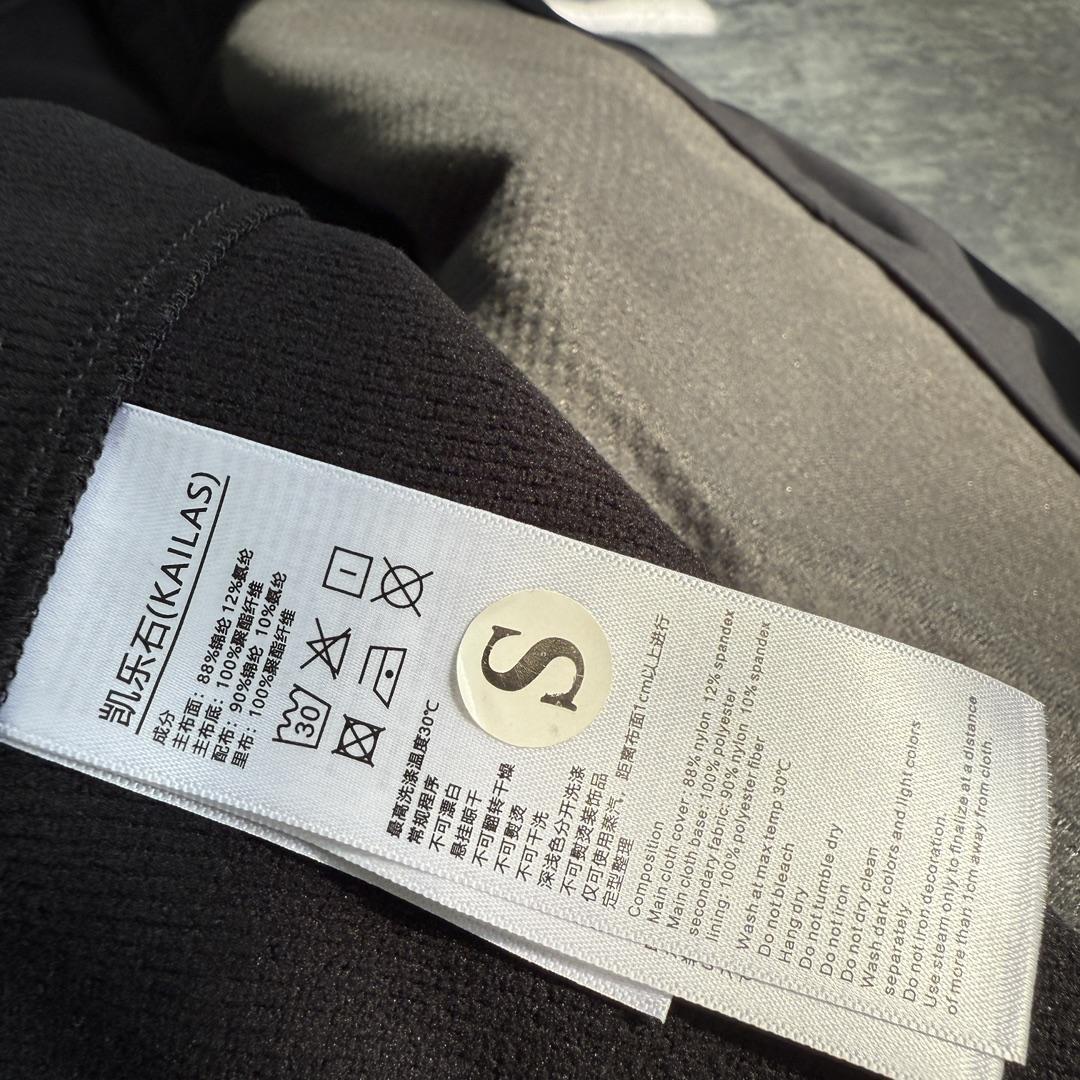 凯乐石(KAILAS)
成分
主布面：88%锦纶 12%氨纶
主布底：100%聚酯纤维
配布：90%锦纶 10%氨纶
里布：100%聚酯纤维
30
最高洗涤温度30℃
常规程序
不可漂白
悬挂晾干
不可翻转干燥
不可熨烫
不可干洗
深浅色分开洗涤
不可熨烫装饰品
仅可使用蒸汽，距离布面1cm以上进行
定型整理
S
Composition
Main cloth cover: 88% nylon 12% spandex
Main cloth base: 100% polyester
secondary fabric: 90% nylon 10% spandex
lining: 100% polyester fiber
Wash at max temp 30℃
Do not bleach
Hang dry
Do not tumble dry
Do not iron
Do not dry clean
Wash dark colors and light colors
separately.
Do not iron decoration.
Use steam only to finalize at a distance
of more than 1cm away from cloth.